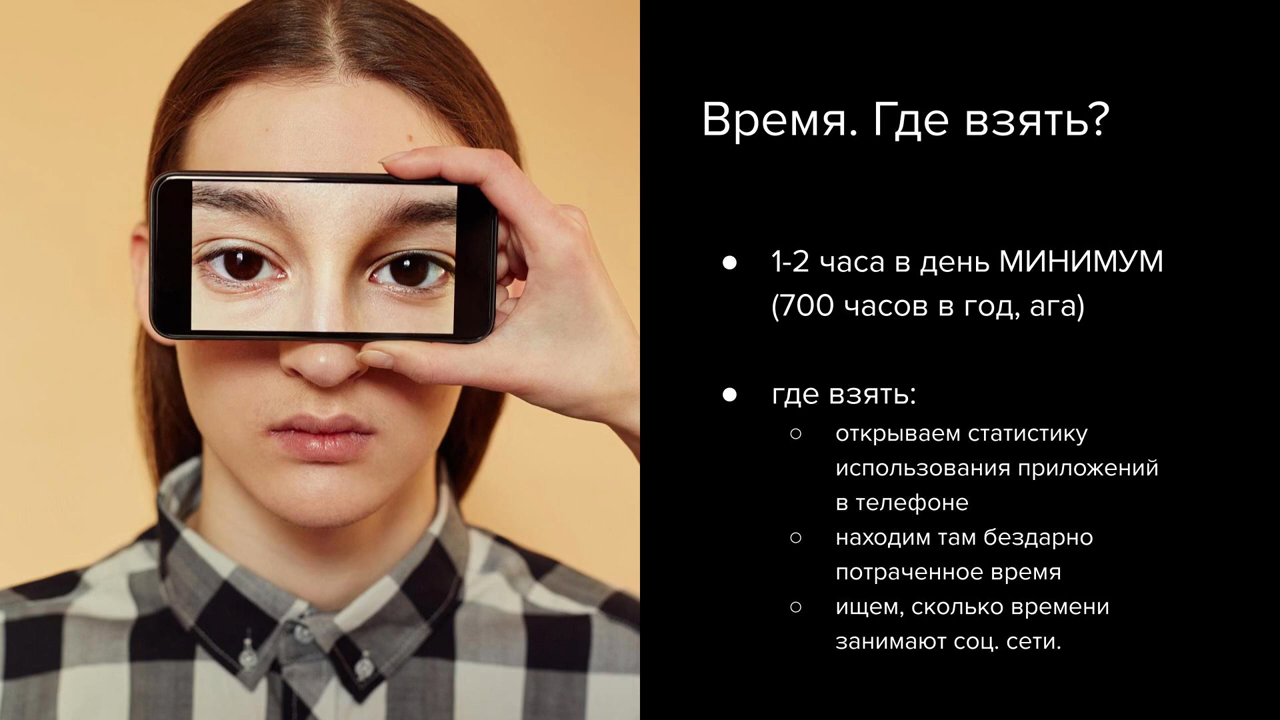 Время. Где взять?
● 1-2 часа в день МИНИМУМ
(700 часов в год, ага)
● где взять:
○ открываем статистику
использования приложений
в телефоне
○ находим там бездарно
потраченное время
○ ищем, сколько времени
занимают соц. сети.